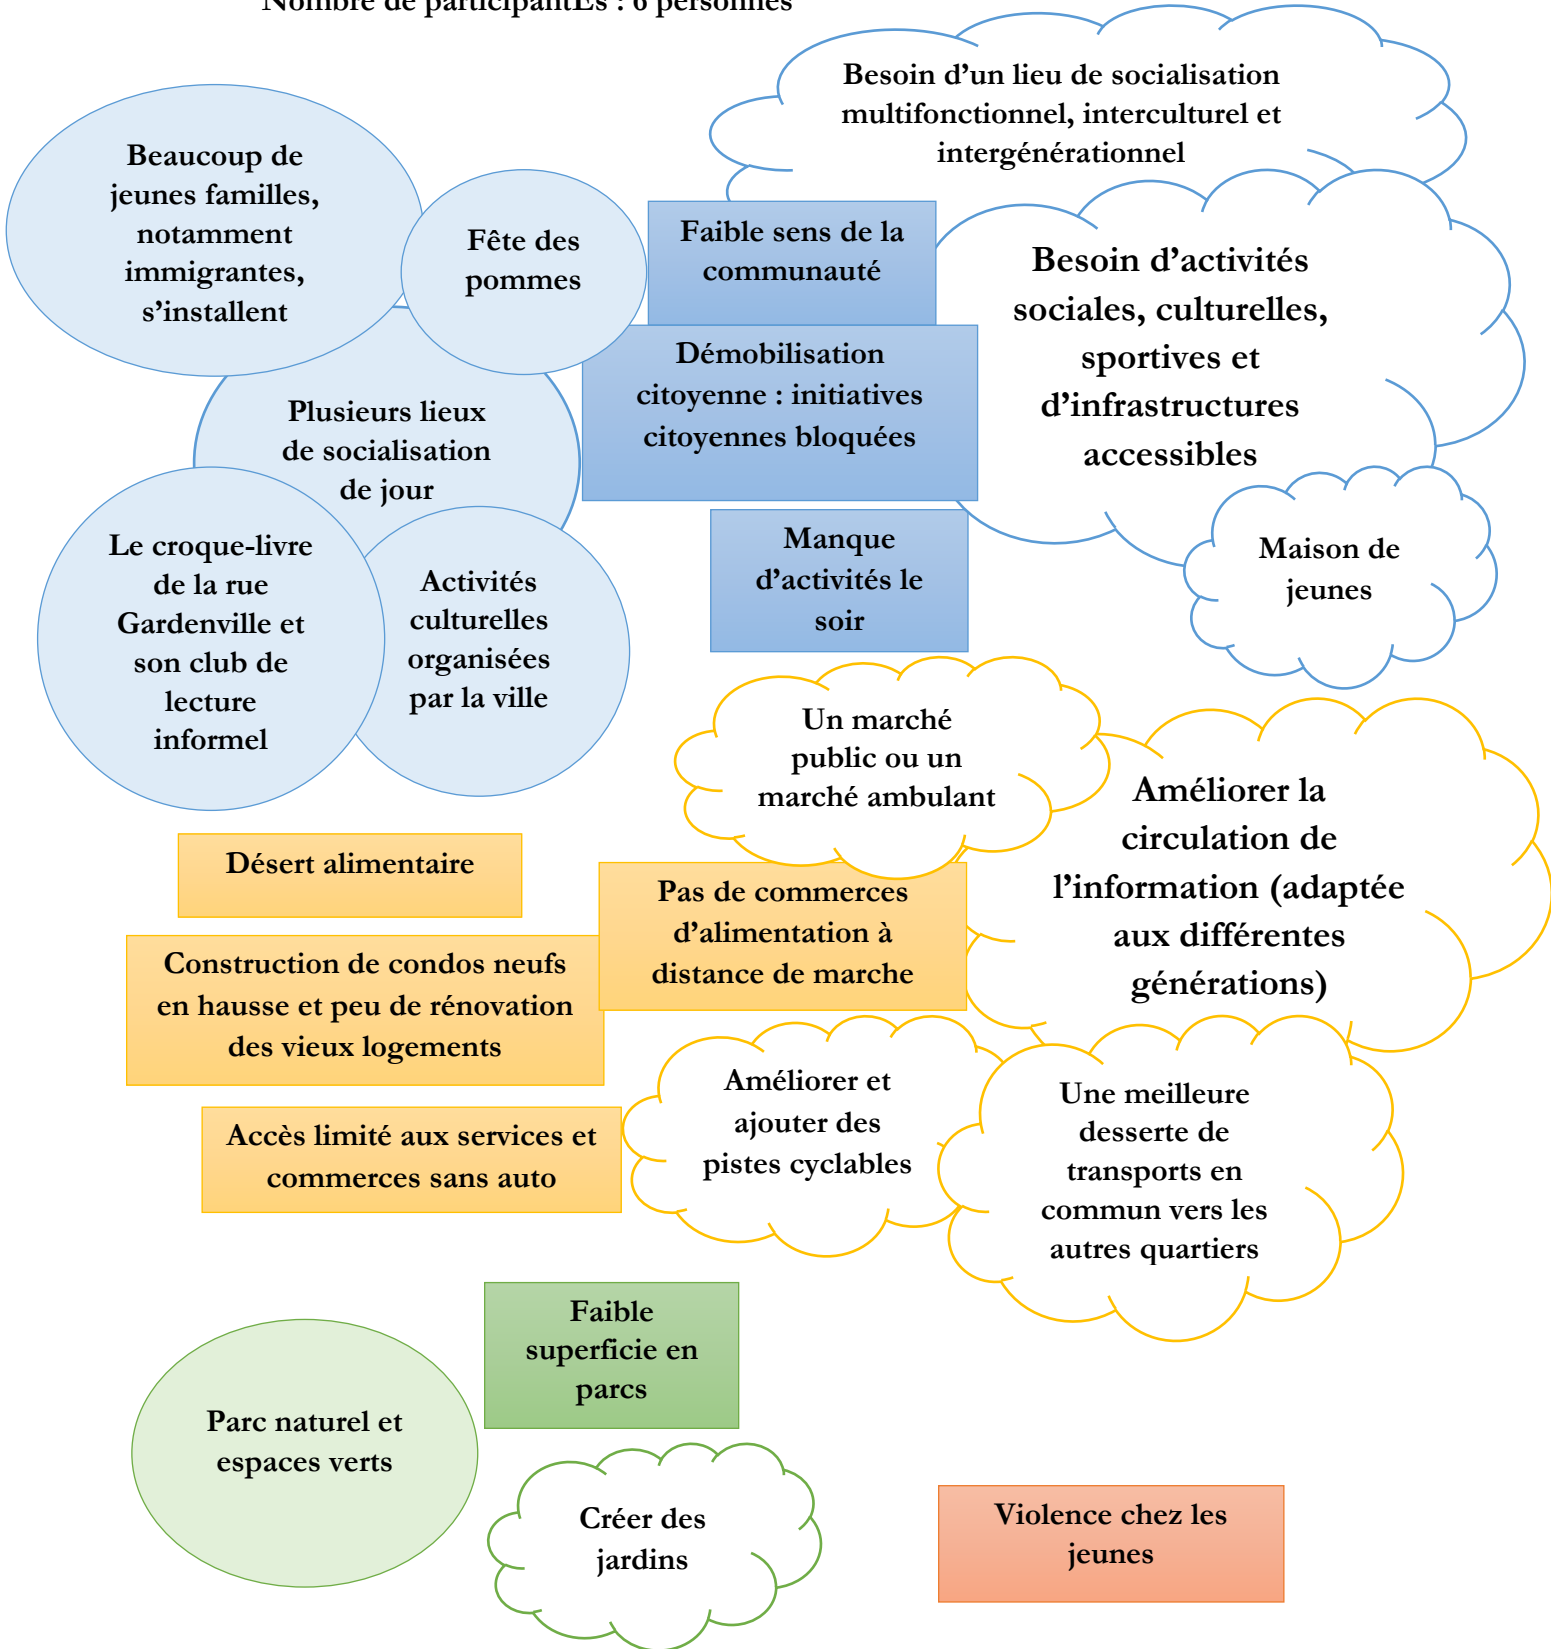 Nombre de participantEs : 6 personnes
Besoin d’un lieu de socialisation
multifonctionnel, interculturel et
intergénérationnel
Beaucoup de
jeunes familles,
notamment
immigrantes,
s’installent
Fête des
pommes
Faible sens de la
communauté
Besoin d’activités
sociales, culturelles,
sportives et
d’infrastructures
accessibles
Démobilisation
citoyenne : initiatives
citoyennes bloquées
Plusieurs lieux
de socialisation
de jour
Le croque-livre
de la rue
Gardenville et
son club de
lecture
informel
Activités
culturelles
organisées
par la ville
Manque
d’activités le
soir
Maison de
jeunes
Un marché
public ou un
marché ambulant
Améliorer la
circulation de
l’information (adaptée
aux différentes
générations)
Désert alimentaire
Pas de commerces
d’alimentation à
distance de marche
Construction de condos neufs
en hausse et peu de rénovation
des vieux logements
Améliorer et
ajouter des
pistes cyclables
Une meilleure
desserte de
transports en
commun vers les
autres quartiers
Accès limité aux services et
commerces sans auto
Faible
superficie en
parcs
Parc naturel et
espaces verts
Créer des
jardins
Violence chez les
jeunes